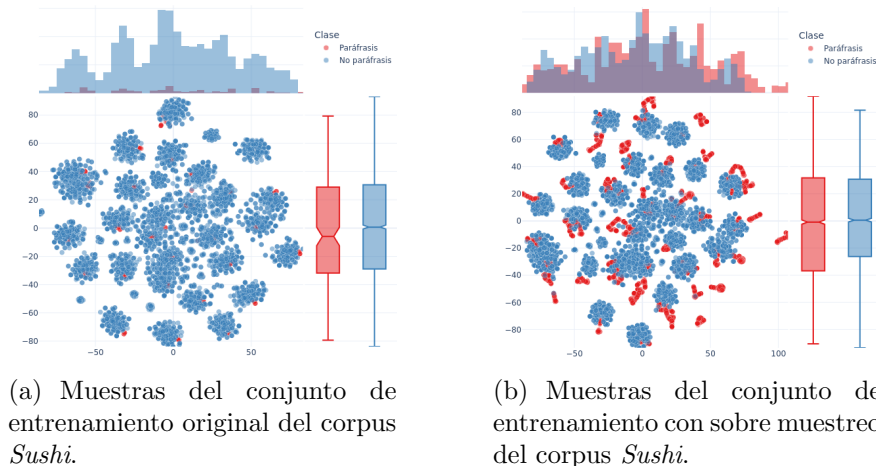 Clase
Paráfrasis
No paráfrasis
80
60
40
20
0
−20
−40
−60
−80
−50
0
50
Clase
Paráfrasis
No paráfrasis
80
60
40
20
0
−20
−40
−60
−80
−50
0
50
100
(a) Muestras del conjunto de
entrenamiento original del corpus
Sushi.
(b) Muestras del conjunto de
entrenamiento con sobre muestreo
del corpus Sushi.